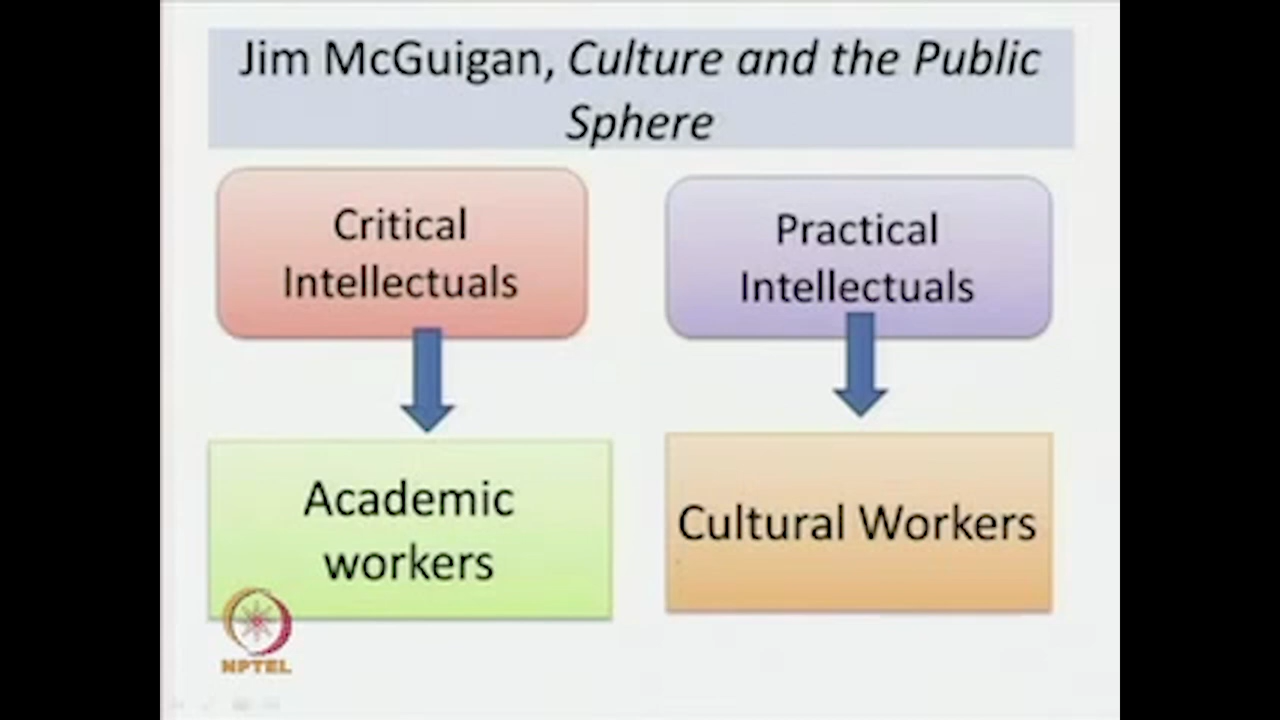 Jim McGuigan, Culture and the Public
Sphere
Critical
Intellectuals
Practical
Intellectuals
Academic
workers
Cultural Workers
NPTEL